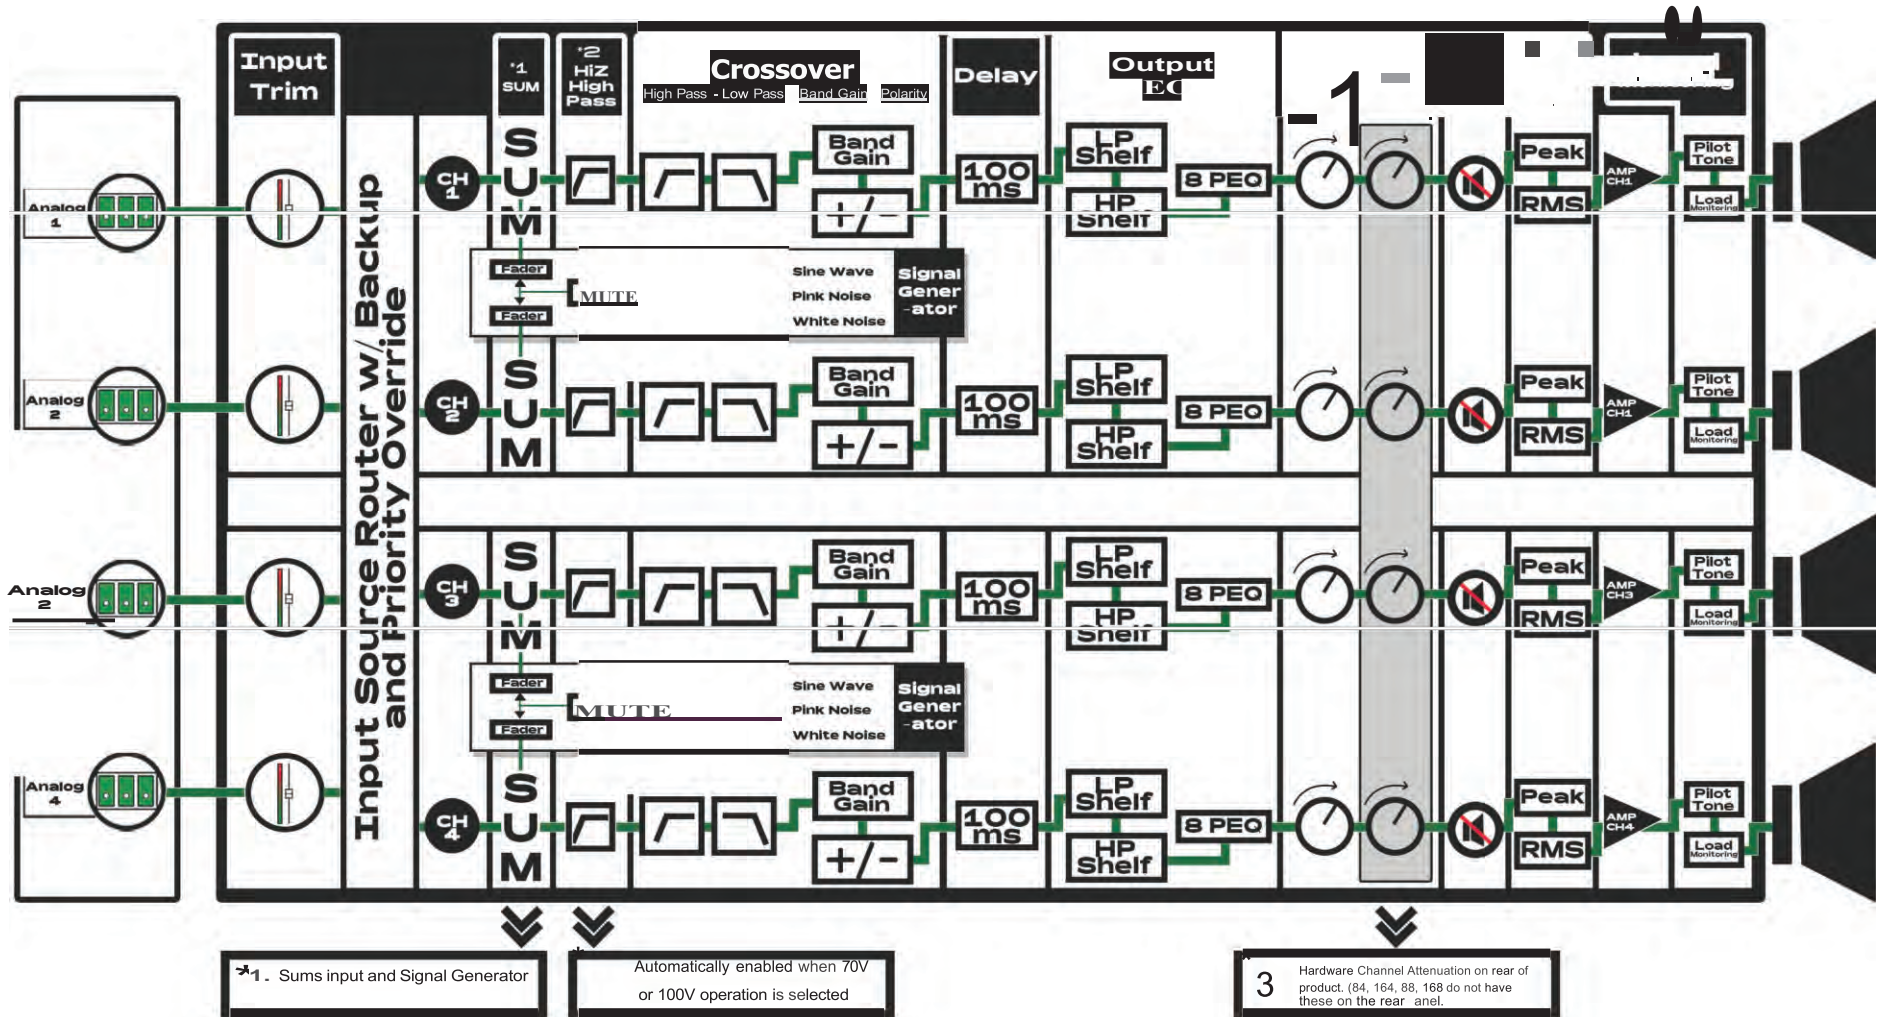 Input
Trim
*1
SUM
*2
HiZ
High
Pass
Crossover
High Pass - Low Pass
Band Gain
Polarity
Delay
Output
EC
1
Input Source Router w/ Backup
and Priority Override
Analog
1
CH
1
SUM
Band
Gain
+/-
100
ms
LP
Shelf
HP
Shelf
8 PEQ
Peak
RMS
AMP
CH1
Pilot
Tone
Load
Monitoring
Fader
Fader
MUTE
Sine Wave
Pink Noise
White Noise
Signal
Gener
-ator
Analog
2
CH
2
SUM
Band
Gain
+/-
100
ms
LP
Shelf
HP
Shelf
8 PEQ
Peak
RMS
AMP
CH1
Pilot
Tone
Load
Monitoring
Analog
2
CH
3
SUM
Band
Gain
+/-
100
ms
LP
Shelf
HP
Shelf
8 PEQ
Peak
RMS
AMP
CH3
Pilot
Tone
Load
Monitoring
Fader
Fader
MUTE
Sine Wave
Pink Noise
White Noise
Signal
Gener
-ator
Analog
4
CH
4
SUM
Band
Gain
+/-
100
ms
LP
Shelf
HP
Shelf
8 PEQ
Peak
RMS
AMP
CH4
Pilot
Tone
Load
Monitoring
*1. Sums input and Signal Generator
*
Automatically enabled when 70V
or 100V operation is selected
*
3
Hardware Channel Attenuation on rear of
product. (84, 164, 88, 168 do not have
these on the rear anel.